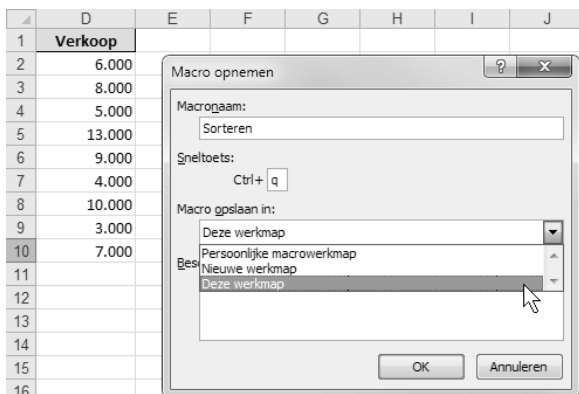 D E F G H I J
1 Verkoop
2 6.000
3 8.000
4 5.000
5 13.000
6 9.000
7 4.000
8 10.000
9 3.000
10 7.000
11
12
13
14
15
16
Macro opnemen
Macronaam:
Sorteren
Sneltoets:
Ctrl+ q
Macro opslaan in:
Deze werkmap
Persoonlijke macrowerkmap
Nieuwe werkmap
Deze werkmap
Bes
OK Annuleren